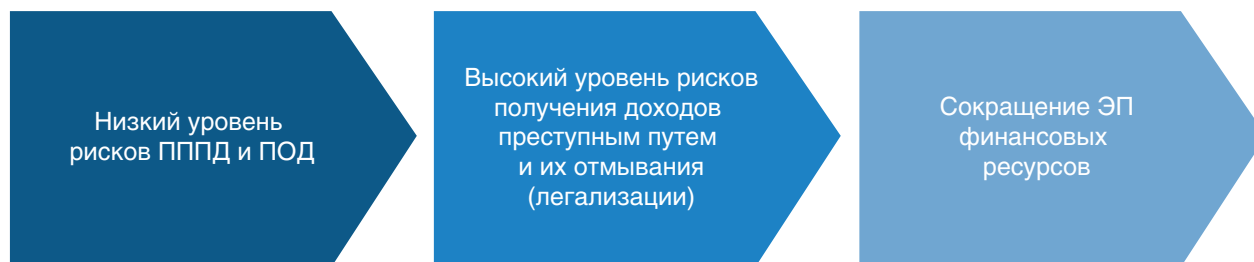 Низкий уровень
рисков ПППД и ПОД
Высокий уровень рисков
получения доходов
преступным путем
и их отмывания
(легализации)
Сокращение ЭП
финансовых
ресурсов